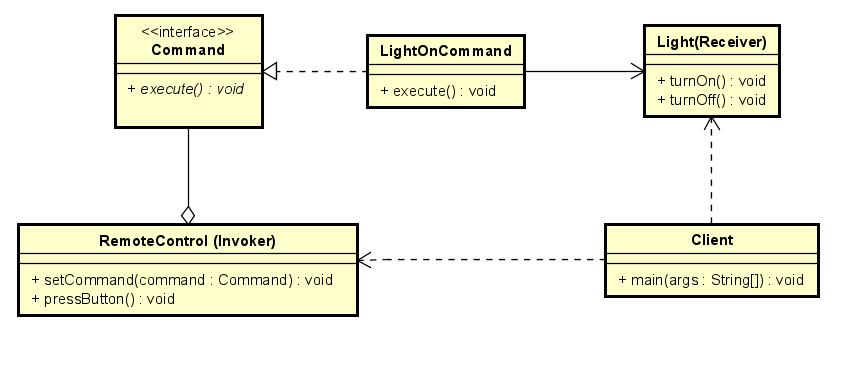 <<interface>>
Command
+ execute() : void
LightOnCommand
+ execute() : void
Light(Receiver)
+ turnOn() : void
+ turnOff() : void
RemoteControl (Invoker)
+ setCommand(command : Command) : void
+ pressButton() : void
Client
+ main(args : String[]) : void